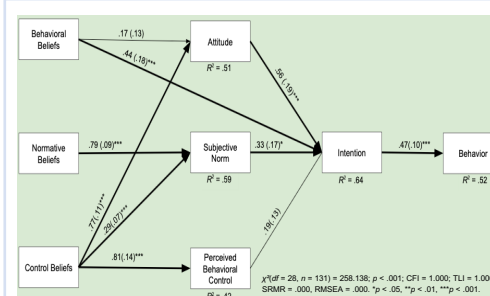 Behavioral
Beliefs
.17 (.13)
Attitude
R² = .51
.44 (.18)***
.56 (.19)***
Normative
Beliefs
.79 (.09)***
Subjective
Norm
R² = .59
.33 (.17)*
Intention
R² = .64
.47(.10)***
Behavior
R² = .52
.77(.11)***
.29(.07)***
.19(.13)
Control Beliefs
.81(.14)***
Perceived
Behavioral
Control
R² = .42
χ²(df = 28, n = 131) = 258.138; p < .001; CFI = 1.000; TLI = 1.00
SRMR = .000, RMSEA = .000. *p < .05, **p < .01, ***p < .001.